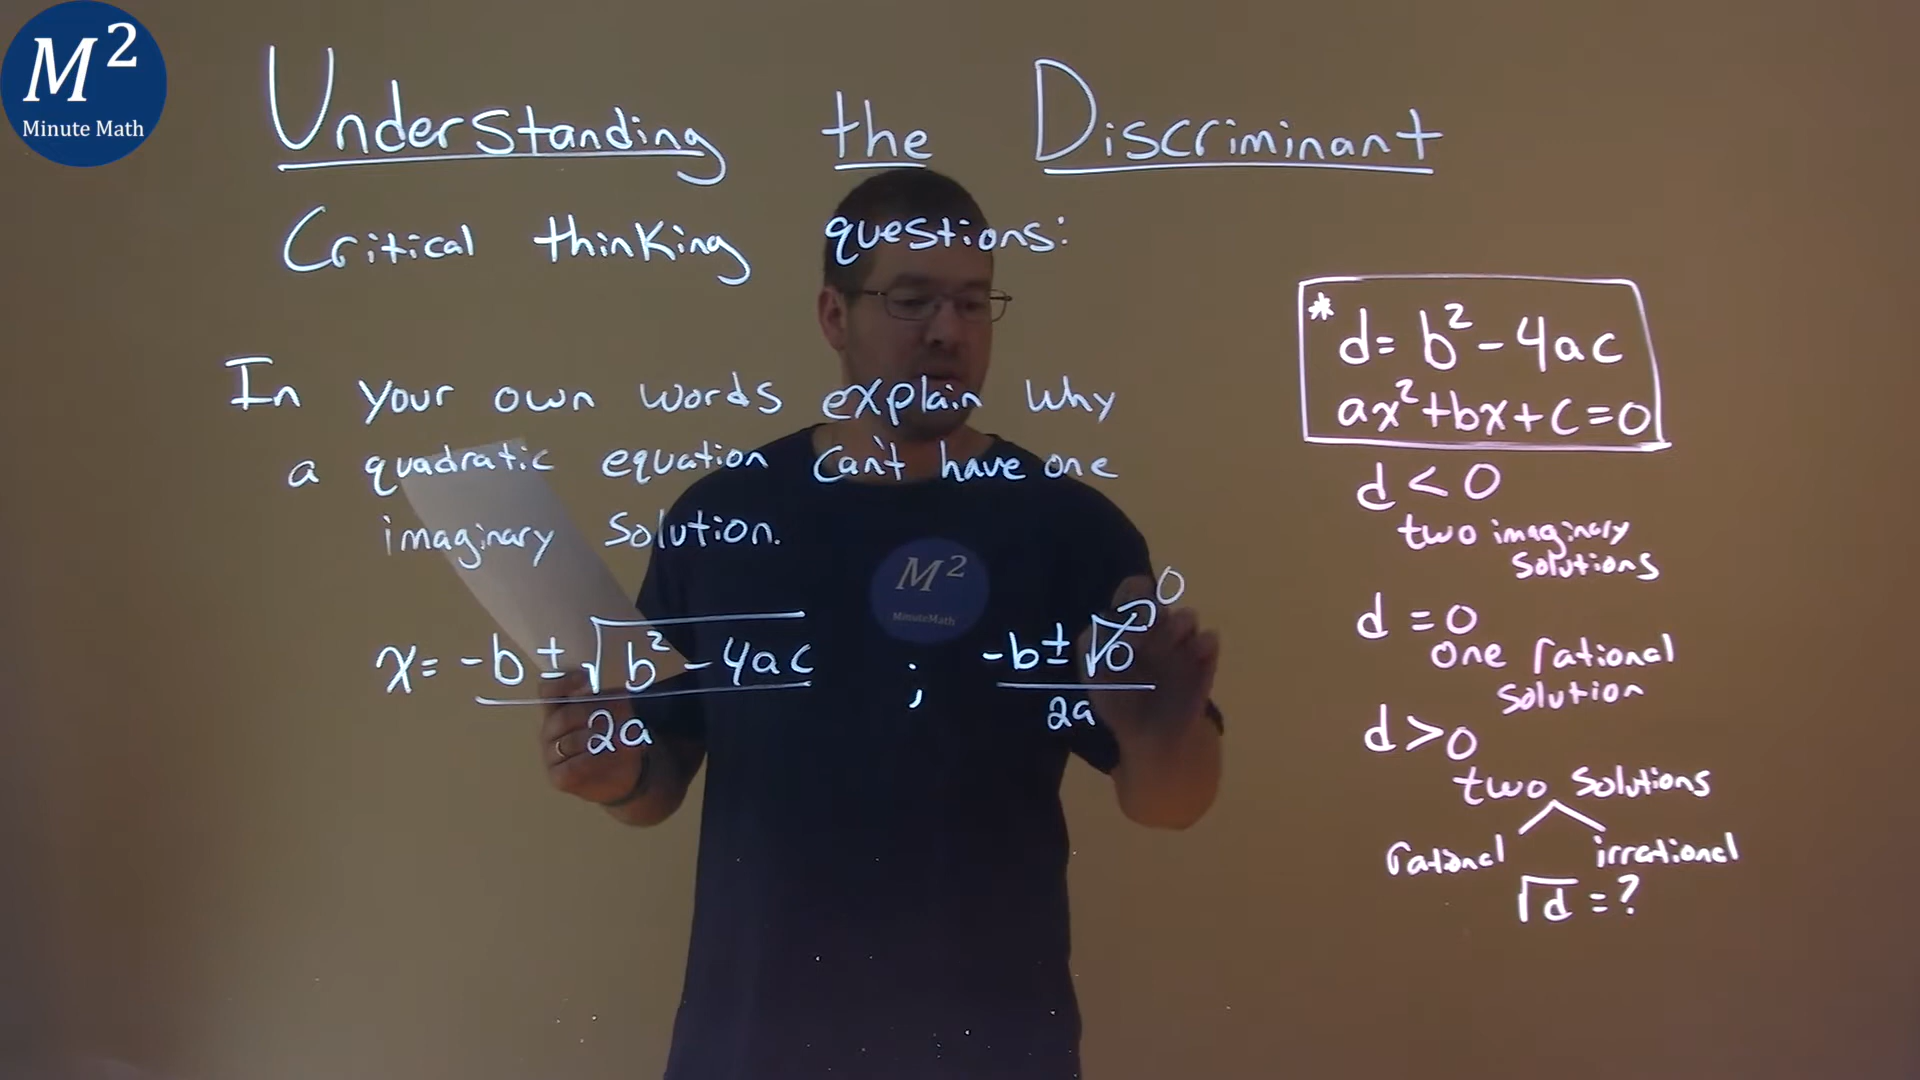 M²
Minute Math
Understanding the Discriminant
Critical thinking questions:
In your own words explain why
a quadratic equation can't have one
imaginary solution.
x = -b ± √(b² - 4ac) / 2a ; -b ± √0 / 2a
0
M²
MinuteMath
* d = b² - 4ac
ax² + bx + c = 0
d < 0
two imaginary
solutions
d = 0
one rational
solution
d > 0
two solutions
rational irrational
√d = ?